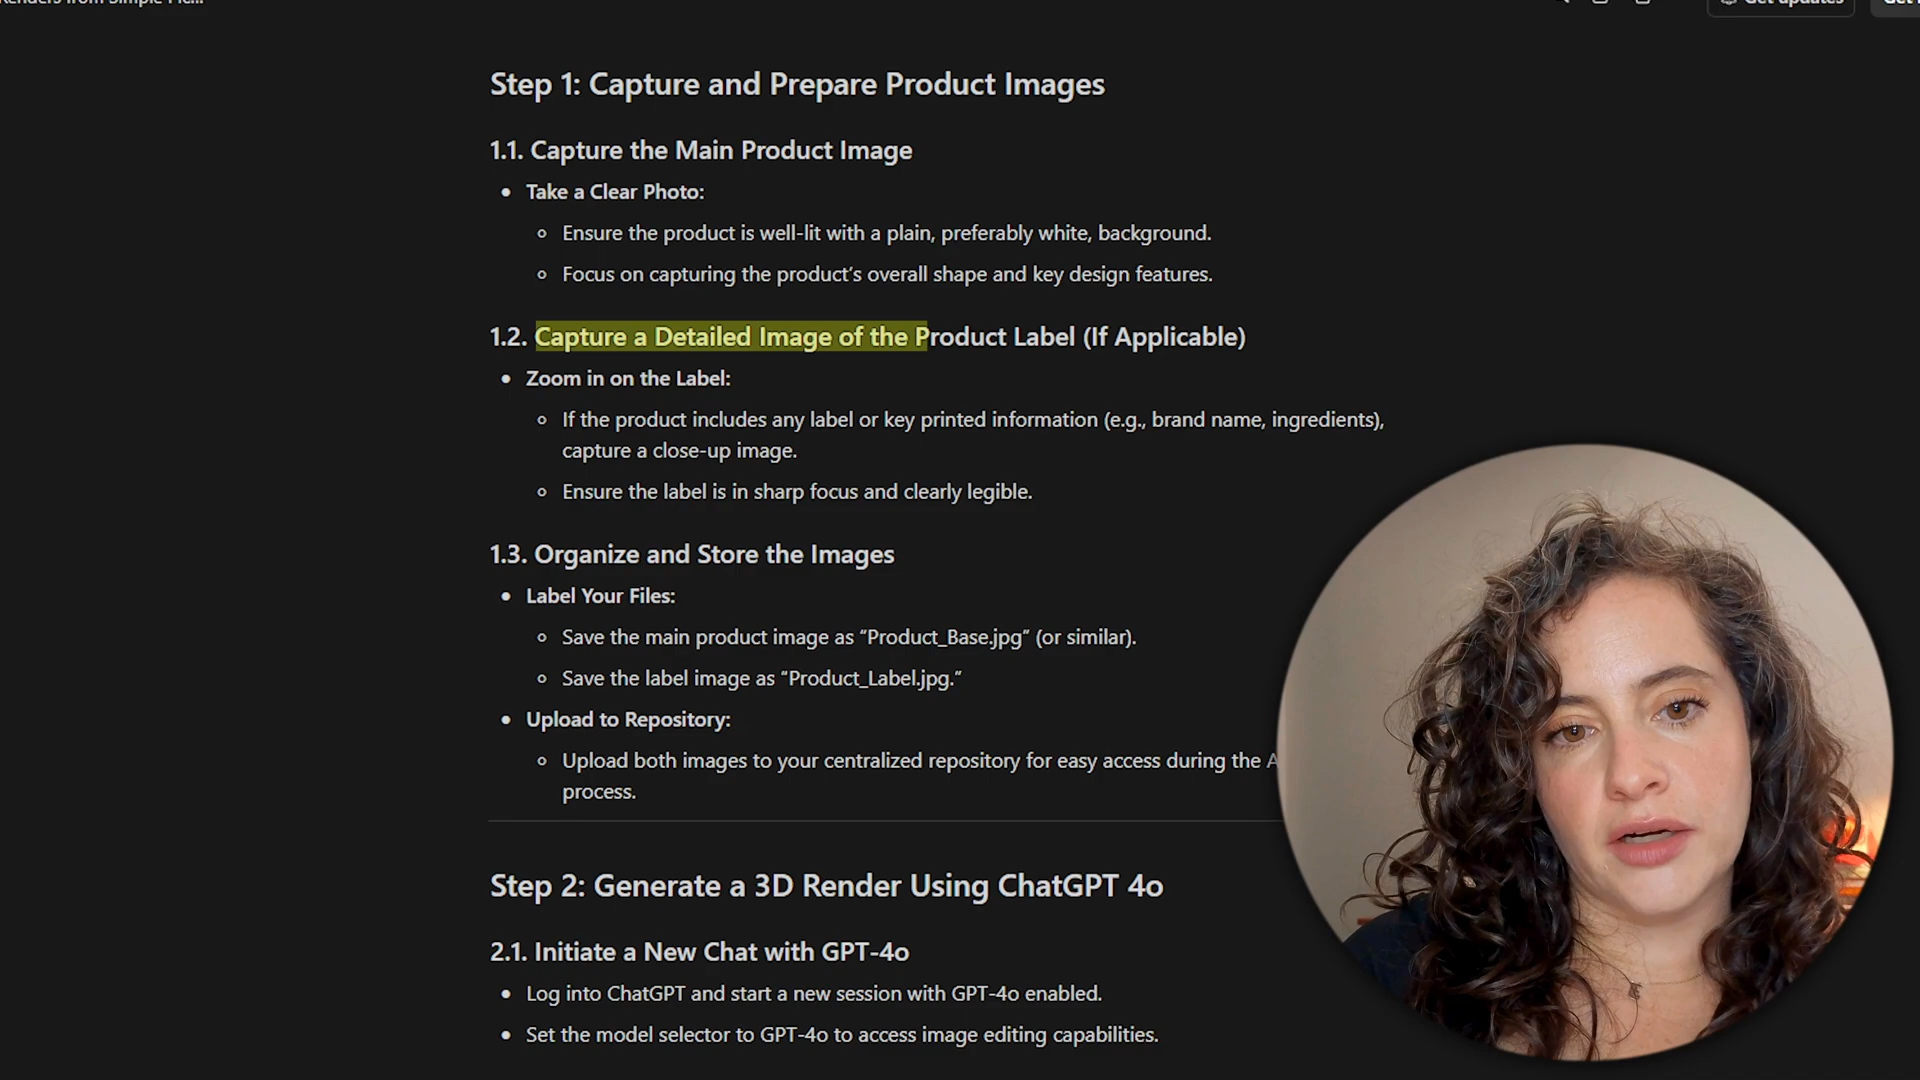 Renders from Simple Pic...
Get updates
Get
Step 1: Capture and Prepare Product Images
1.1. Capture the Main Product Image
• Take a Clear Photo:
Ensure the product is well-lit with a plain, preferably white, background.
Focus on capturing the product’s overall shape and key design features.
1.2. Capture a Detailed Image of the Product Label (If Applicable)
• Zoom in on the Label:
If the product includes any label or key printed information (e.g., brand name, ingredients),
capture a close-up image.
Ensure the label is in sharp focus and clearly legible.
1.3. Organize and Store the Images
• Label Your Files:
Save the main product image as “Product_Base.jpg” (or similar).
Save the label image as “Product_Label.jpg.”
• Upload to Repository:
Upload both images to your centralized repository for easy access during the A
process.
Step 2: Generate a 3D Render Using ChatGPT 4o
2.1. Initiate a New Chat with GPT-4o
• Log into ChatGPT and start a new session with GPT-4o enabled.
• Set the model selector to GPT-4o to access image editing capabilities.